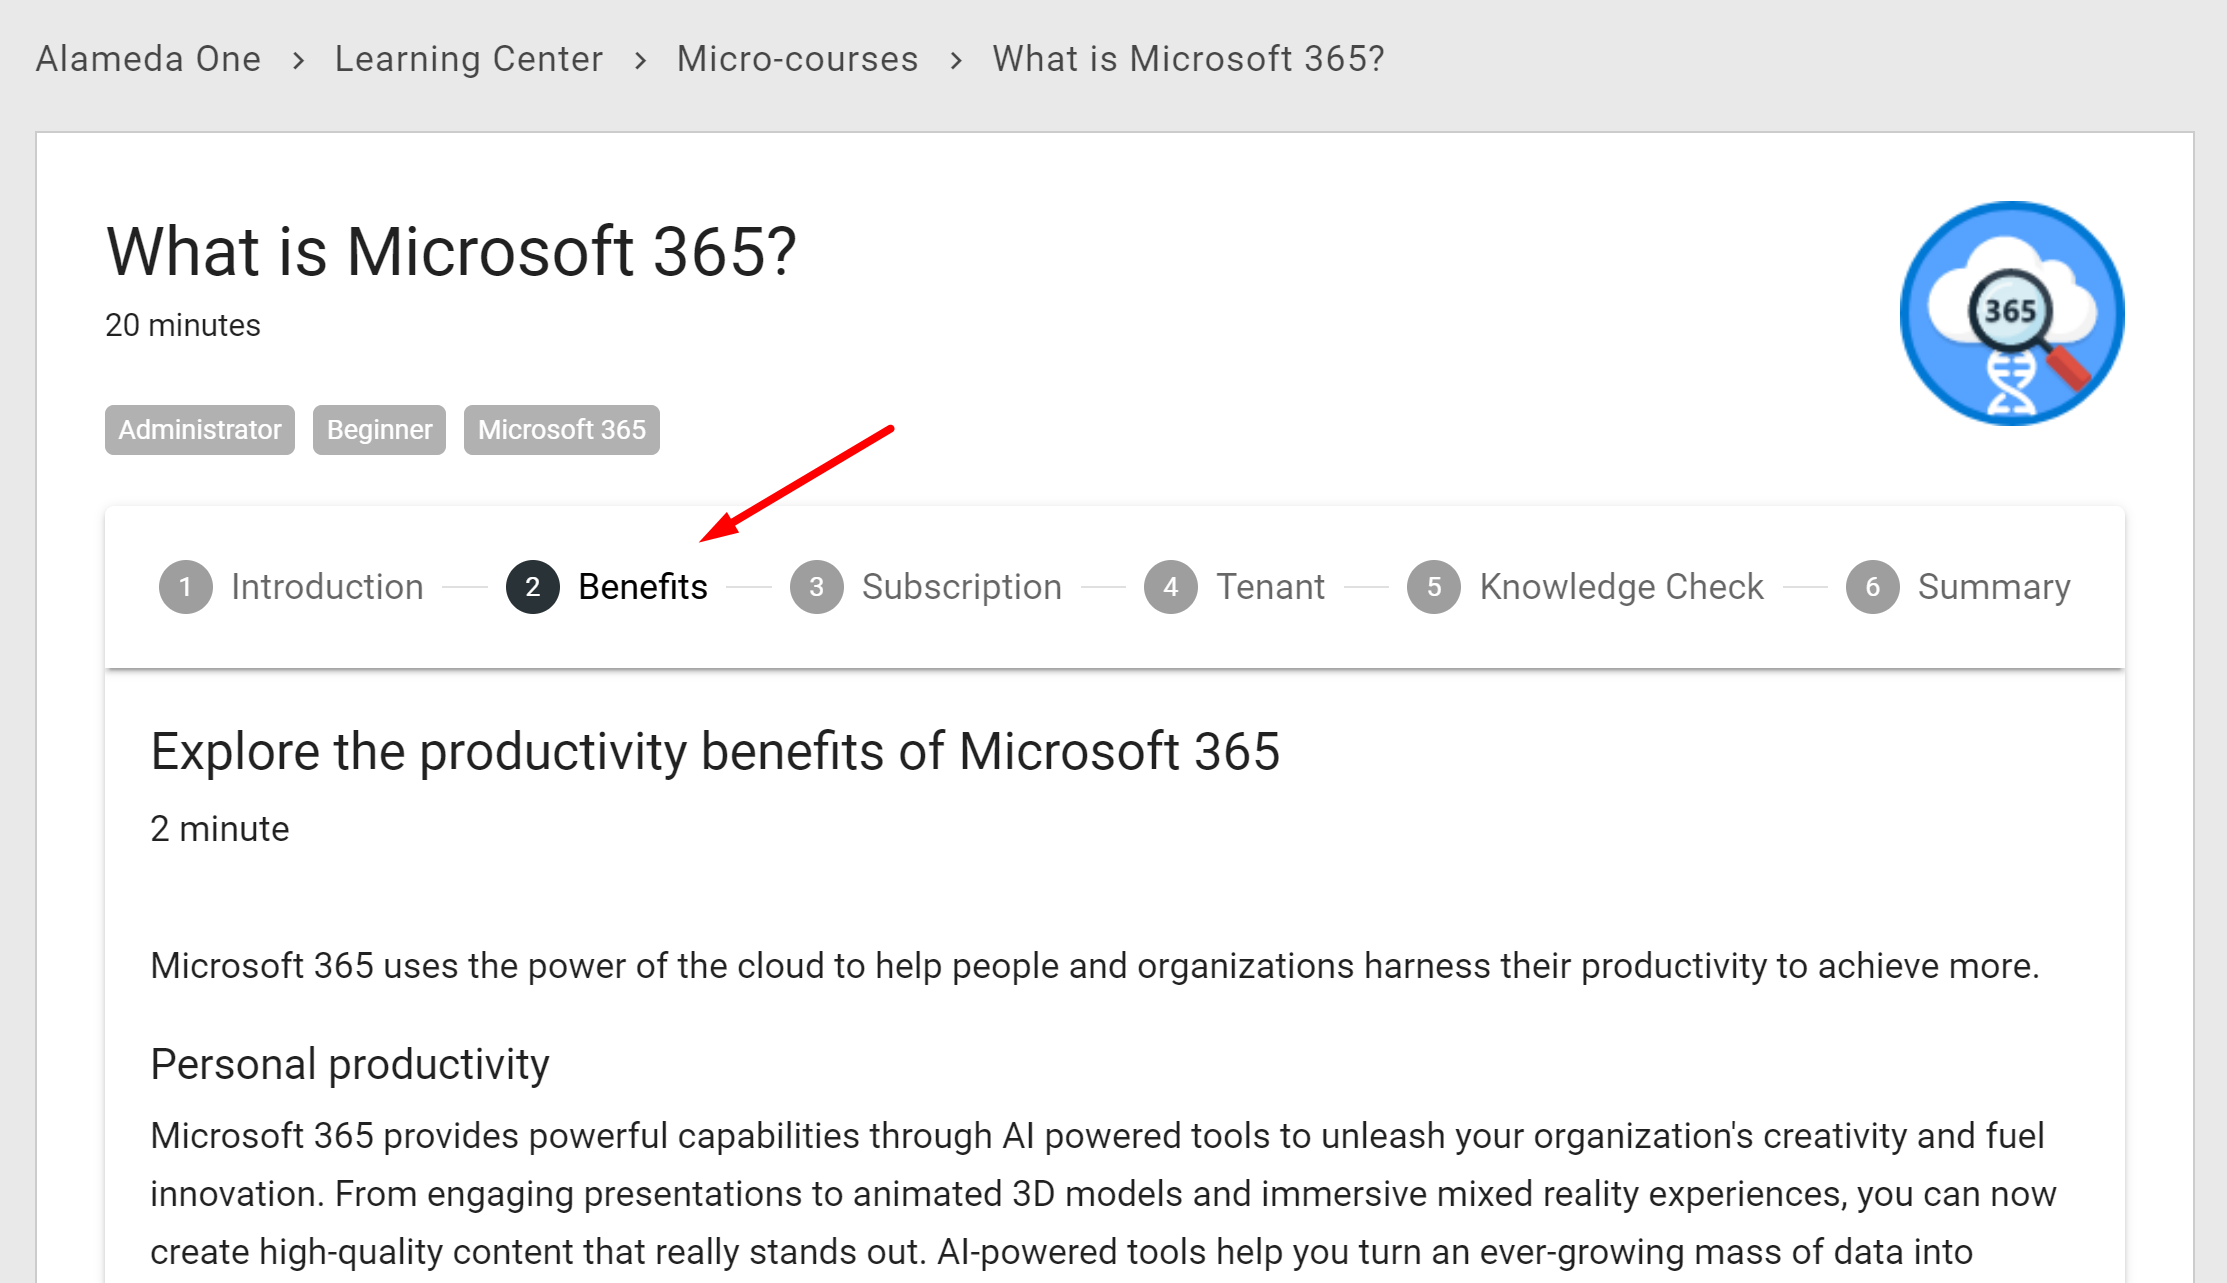 Alameda One > Learning Center > Micro-courses > What is Microsoft 365?
What is Microsoft 365?
20 minutes
365
Administrator Beginner Microsoft 365
1 Introduction 2 Benefits 3 Subscription 4 Tenant 5 Knowledge Check 6 Summary
Explore the productivity benefits of Microsoft 365
2 minute
Microsoft 365 uses the power of the cloud to help people and organizations harness their productivity to achieve more.
Personal productivity
Microsoft 365 provides powerful capabilities through AI powered tools to unleash your organization's creativity and fuel
innovation. From engaging presentations to animated 3D models and immersive mixed reality experiences, you can now
create high-quality content that really stands out. AI-powered tools help you turn an ever-growing mass of data into